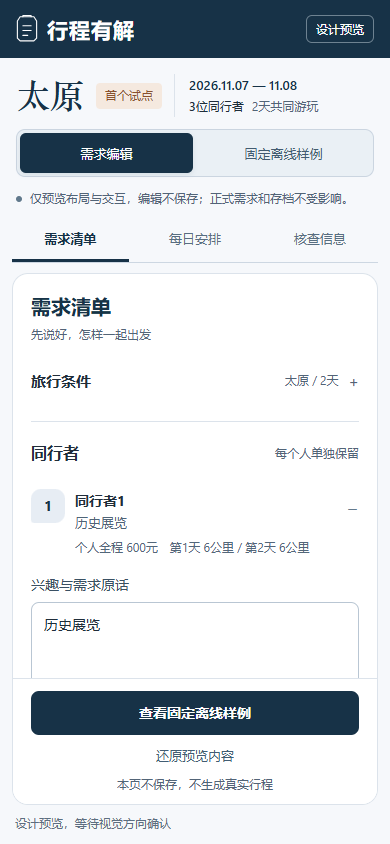 行程有解
设计预览
太原
首个试点
2026.11.07 — 11.08
3位同行者 2天共同游玩
需求编辑
固定离线样例
仅预览布局与交互，编辑不保存；正式需求和存档不受影响。
需求清单
每日安排
核查信息
需求清单
先说好，怎样一起出发
旅行条件
太原 / 2天 +
同行者
每个人单独保留
1
同行者1
历史展览
个人全程 600元 第1天 6公里 / 第2天 6公里
兴趣与需求原话
历史展览
查看固定离线样例
还原预览内容
本页不保存，不生成真实行程
设计预览，等待视觉方向确认